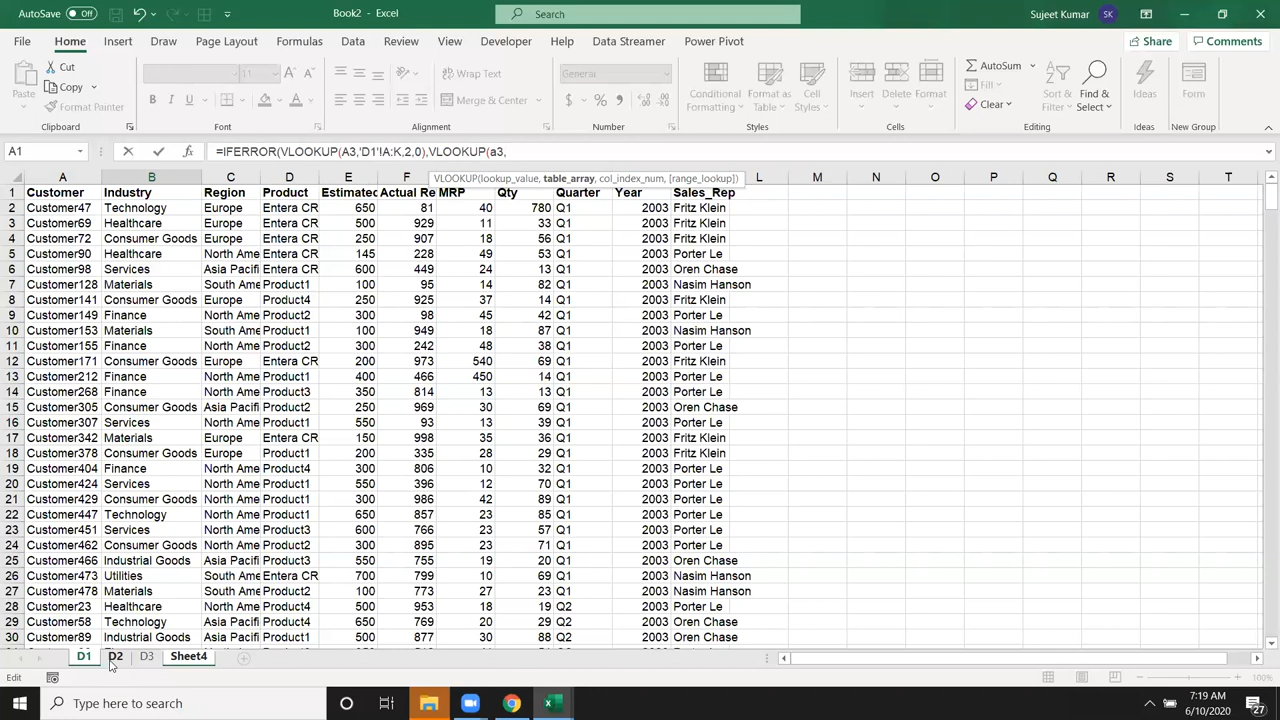 AutoSave Off Book2 - Excel Search Sujeet Kumar SK
File Home Insert Draw Page Layout Formulas Data Review View Developer Help Data Streamer Power Pivot Share Comments
Paste Cut Copy Format Painter Clipboard
11 B I U Font
Wrap Text Merge & Center Alignment
General $ % Number
Conditional Formatting Format as Table Cell Styles Styles
Insert Delete Format Cells
AutoSum Fill Clear Sort & Filter Find & Select Editing
Ideas Ideas
Form Form
A1 fx =IFERROR(VLOOKUP(A3,'D1'!A:K,2,0),VLOOKUP(a3,
VLOOKUP(lookup_value, table_array, col_index_num, [range_lookup])
A B C D E F G H I J K L M N O P Q R S T
1 Customer Industry Region Product Estimated Actual Re MRP Qty Quarter Year Sales_Rep
2 Customer47 Technology Europe Entera CR 650 81 40 780 Q1 2003 Fritz Klein
3 Customer69 Healthcare Europe Entera CR 500 929 11 33 Q1 2003 Fritz Klein
4 Customer72 Consumer Goods Europe Entera CR 250 907 18 56 Q1 2003 Fritz Klein
5 Customer90 Healthcare North Ame Entera CR 145 228 49 53 Q1 2003 Porter Le
6 Customer98 Services Asia Pacifi Entera CR 600 449 24 13 Q1 2003 Oren Chase
7 Customer128 Materials South Ame Product1 100 95 14 82 Q1 2003 Nasim Hanson
8 Customer141 Consumer Goods Europe Product4 250 925 37 14 Q1 2003 Fritz Klein
9 Customer149 Finance North Ame Product2 300 98 45 42 Q1 2003 Porter Le
10 Customer153 Materials South Ame Product1 100 949 18 87 Q1 2003 Nasim Hanson
11 Customer155 Finance North Ame Product2 300 242 48 38 Q1 2003 Porter Le
12 Customer171 Consumer Goods Europe Product1 200 973 540 69 Q1 2003 Fritz Klein
13 Customer212 Finance North Ame Product1 400 466 450 14 Q1 2003 Porter Le
14 Customer268 Finance North Ame Product3 350 814 13 13 Q1 2003 Porter Le
15 Customer305 Consumer Goods Asia Pacifi Product2 250 969 30 69 Q1 2003 Oren Chase
16 Customer307 Services North Ame Product1 550 93 13 39 Q1 2003 Porter Le
17 Customer342 Materials Europe Entera CR 150 998 35 36 Q1 2003 Fritz Klein
18 Customer378 Consumer Goods Europe Product1 200 335 28 29 Q1 2003 Fritz Klein
19 Customer404 Finance North Ame Product4 300 806 10 32 Q1 2003 Porter Le
20 Customer424 Services North Ame Product1 550 396 12 70 Q1 2003 Porter Le
21 Customer429 Consumer Goods North Ame Product1 300 986 42 89 Q1 2003 Porter Le
22 Customer447 Technology North Ame Product1 650 857 23 85 Q1 2003 Porter Le
23 Customer451 Services North Ame Product3 600 766 23 57 Q1 2003 Porter Le
24 Customer462 Consumer Goods North Ame Product2 300 895 23 71 Q1 2003 Porter Le
25 Customer466 Industrial Goods Asia Pacifi Product3 550 755 19 20 Q1 2003 Oren Chase
26 Customer473 Utilities South Ame Entera CR 700 799 10 69 Q1 2003 Nasim Hanson
27 Customer478 Materials South Ame Product2 100 773 27 23 Q1 2003 Nasim Hanson
28 Customer23 Healthcare North Ame Product4 500 953 18 19 Q2 2003 Porter Le
29 Customer58 Technology Asia Pacifi Product4 650 769 20 29 Q2 2003 Oren Chase
30 Customer89 Industrial Goods Asia Pacifi Product1 500 877 30 88 Q2 2003 Oren Chase
D1 D2 D3 Sheet4
Edit 100%
Type here to search 7:19 AM
6/10/2020 27